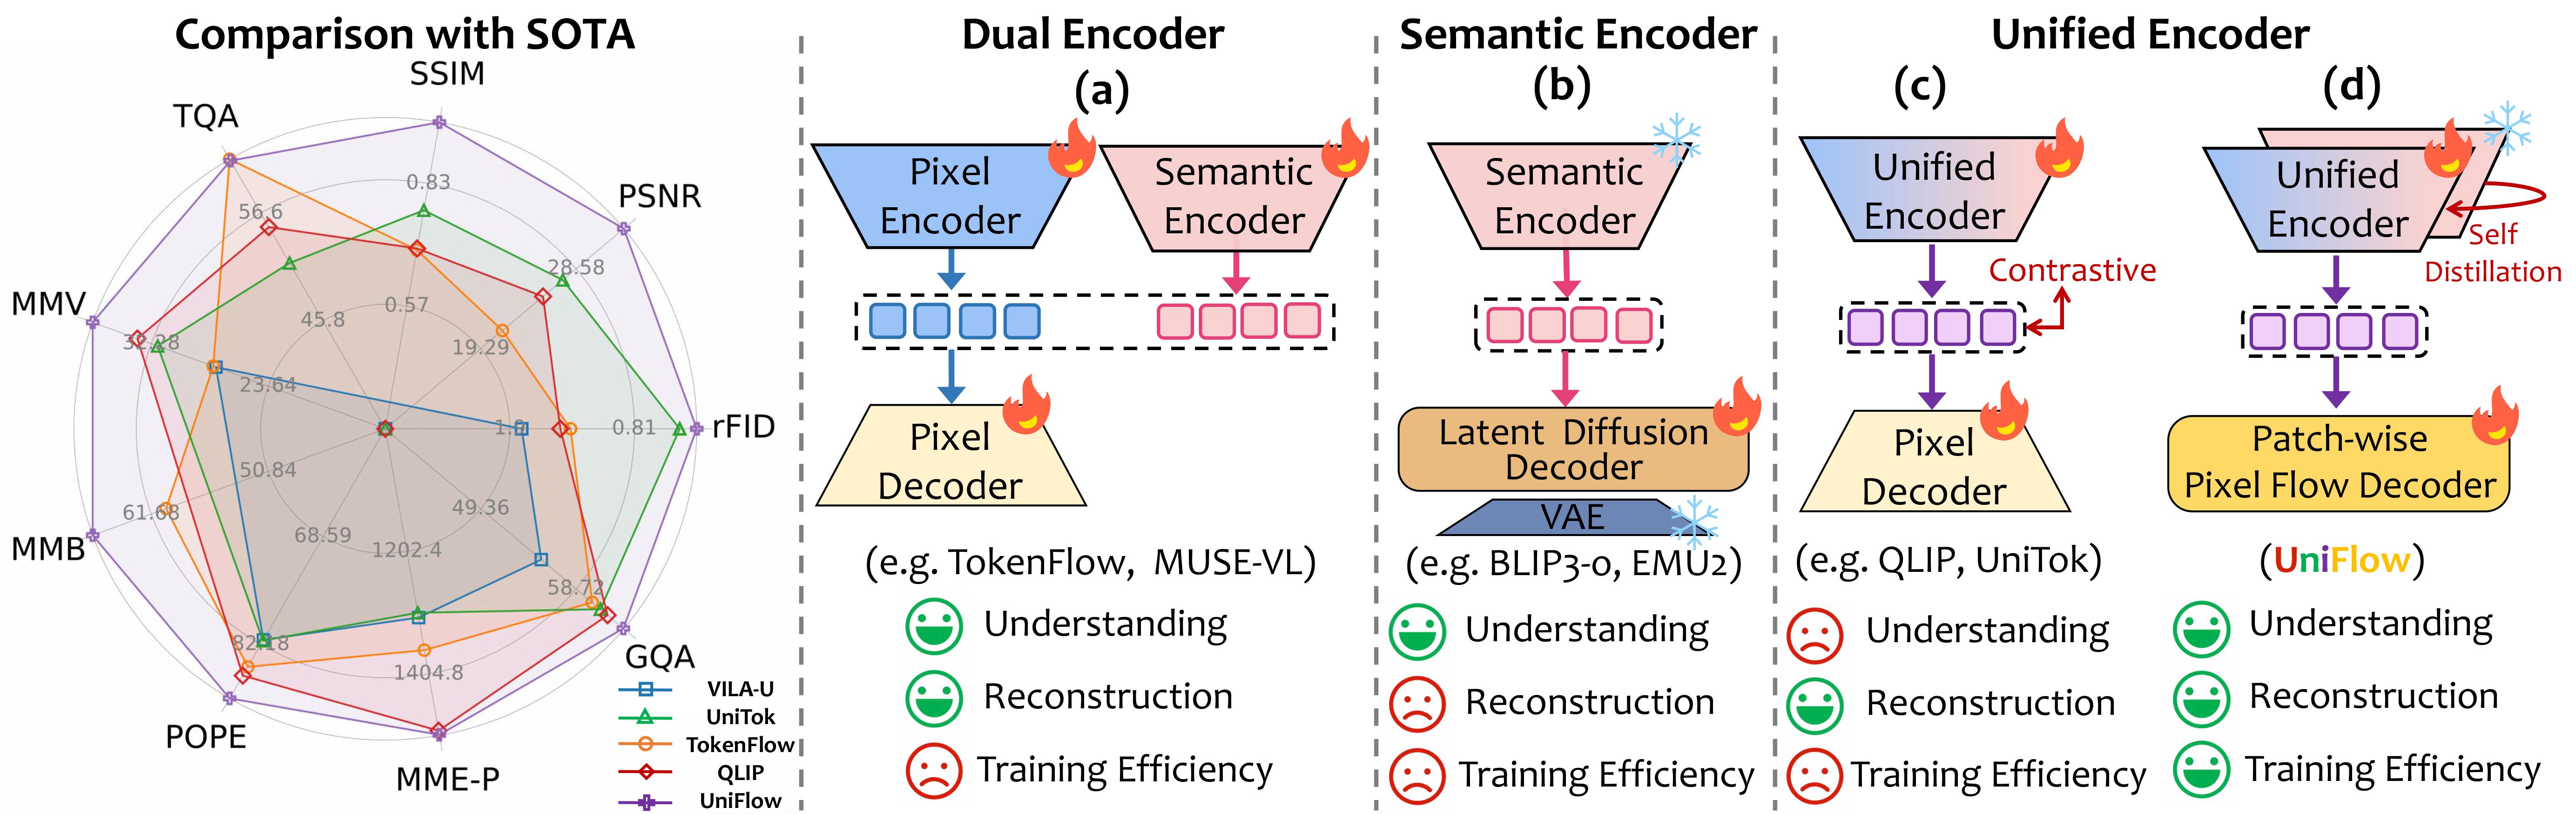 Comparison with SOTA
SSIM
TQA
PSNR
0.83
56.6
28.58
MMV
0.57
45.8
32.28
19.29
23.64
1.9
0.81
rFID
50.84
49.36
61.68
68.59
1202.4
MMB
58.72
82.18
1404.8
GQA
POPE
MME-P
VILA-U
UniTok
TokenFlow
QLIP
UniFlow
Dual Encoder
(a)
Pixel
Encoder
Semantic
Encoder
Pixel
Decoder
(e.g. TokenFlow, MUSE-VL)
Understanding
Reconstruction
Training Efficiency
Semantic Encoder
(b)
Semantic
Encoder
Latent Diffusion
Decoder
VAE
(e.g. BLIP3-o, EMU2)
Understanding
Reconstruction
Training Efficiency
Unified Encoder
(c)
Unified
Encoder
Contrastive
Pixel
Decoder
(e.g. QLIP, UniTok)
Understanding
Reconstruction
Training Efficiency
(d)
Unified
Encoder
Self
Distillation
Patch-wise
Pixel Flow Decoder
(UniFlow)
Understanding
Reconstruction
Training Efficiency